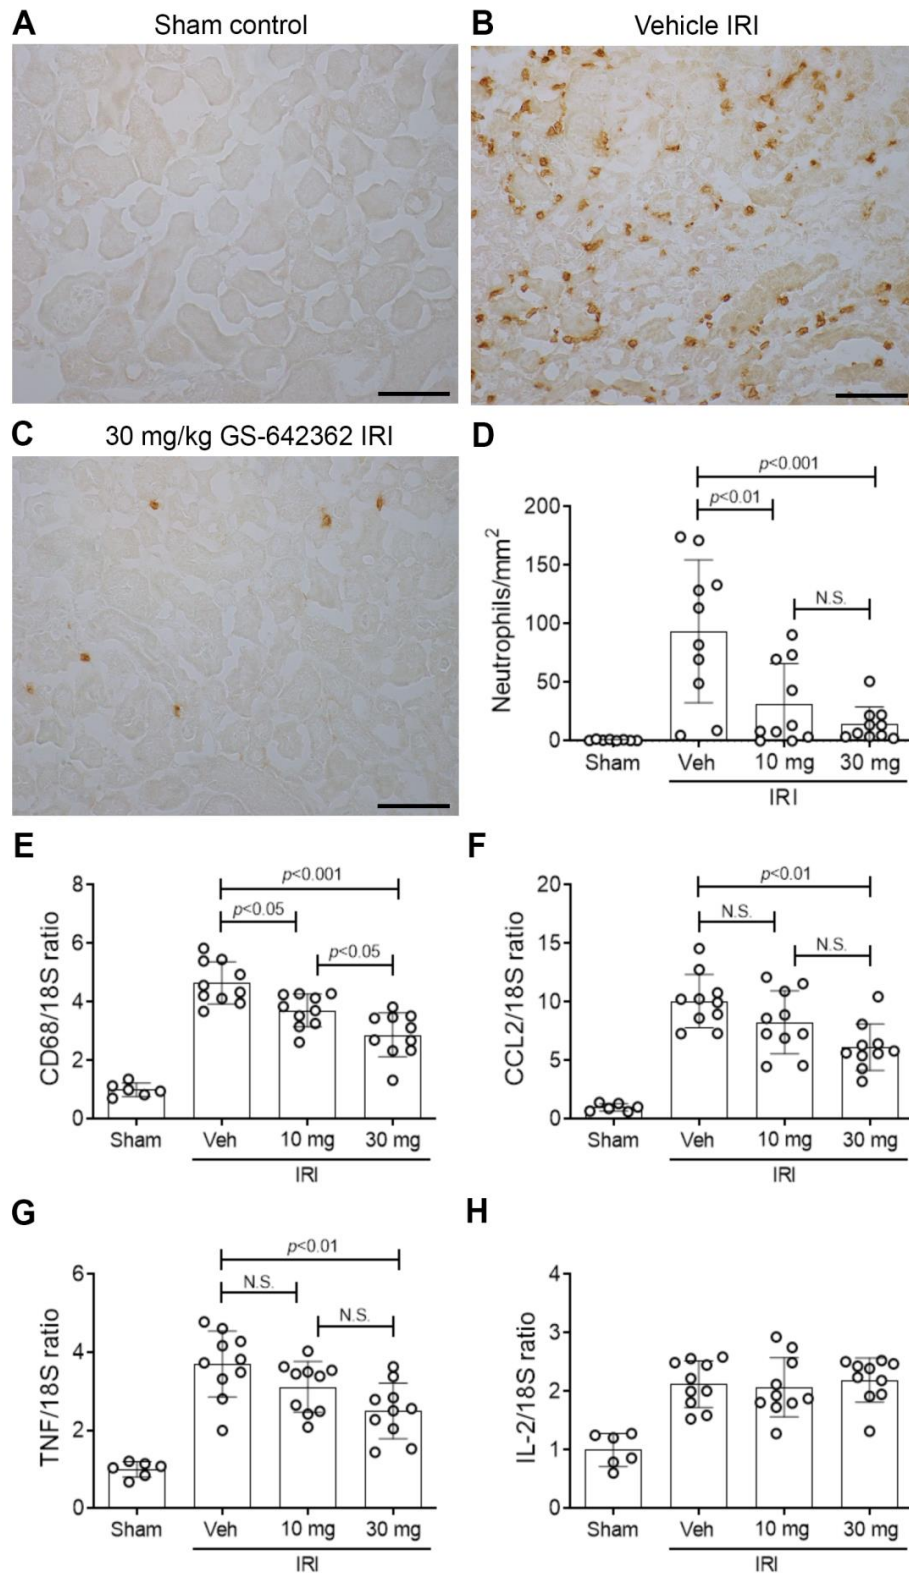 A Sham control
B Vehicle IRI
C 30 mg/kg GS-642362 IRI
D
p<0.001
p<0.01
N.S.
Neutrophils/mm²
200
150
100
50
0
Sham Veh 10 mg 30 mg
IRI
E
p<0.001
p<0.05
p<0.05
CD68/18S ratio
8
6
4
2
0
Sham Veh 10 mg 30 mg
IRI
F
p<0.01
N.S.
N.S.
CCL2/18S ratio
20
15
10
5
0
Sham Veh 10 mg 30 mg
IRI
G
p<0.01
N.S.
N.S.
TNF/18S ratio
6
4
2
0
Sham Veh 10 mg 30 mg
IRI
H
IL-2/18S ratio
4
3
2
1
0
Sham Veh 10 mg 30 mg
IRI